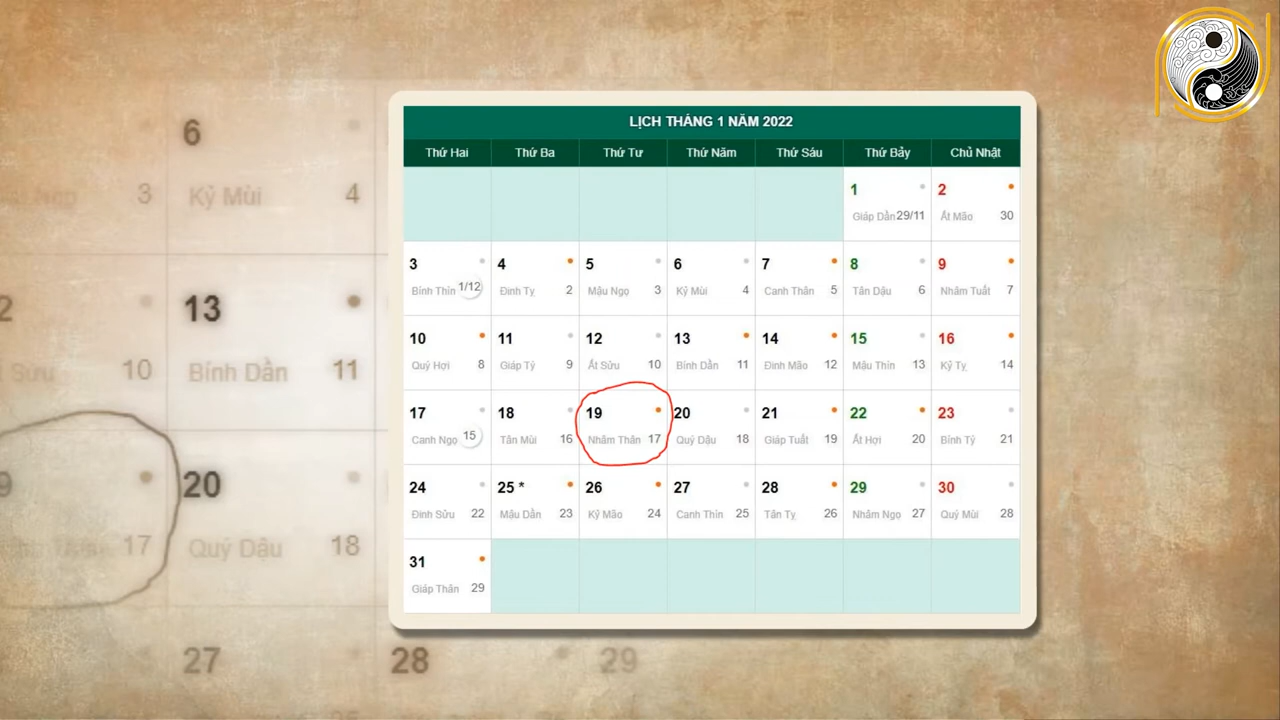 LỊCH THÁNG 1 NĂM 2022
Thứ Hai Thứ Ba Thứ Tư Thứ Năm Thứ Sáu Thứ Bảy Chủ Nhật
1 2
Giáp Dần 29/11 Ất Mão 30
3 4 5 6 7 8 9
Bính Thìn 1/12 Đinh Tỵ 2 Mậu Ngọ 3 Kỷ Mùi 4 Canh Thân 5 Tân Dậu 6 Nhâm Tuất 7
10 11 12 13 14 15 16
Quý Hợi 8 Giáp Tý 9 Ất Sửu 10 Bính Dần 11 Đinh Mão 12 Mậu Thìn 13 Kỷ Tỵ 14
17 18 19 20 21 22 23
Canh Ngọ 15 Tân Mùi 16 Nhâm Thân 17 Quý Dậu 18 Giáp Tuất 19 Ất Hợi 20 Bính Tý 21
24 25 * 26 27 28 29 30
Đinh Sửu 22 Mậu Dần 23 Kỷ Mão 24 Canh Thìn 25 Tân Tỵ 26 Nhâm Ngọ 27 Quý Mùi 28
31
Giáp Thân 29
6
3 Kỷ Mùi 4
13
10 Bính Dần 11
20
17 Quý Dậu 18
27 28 29